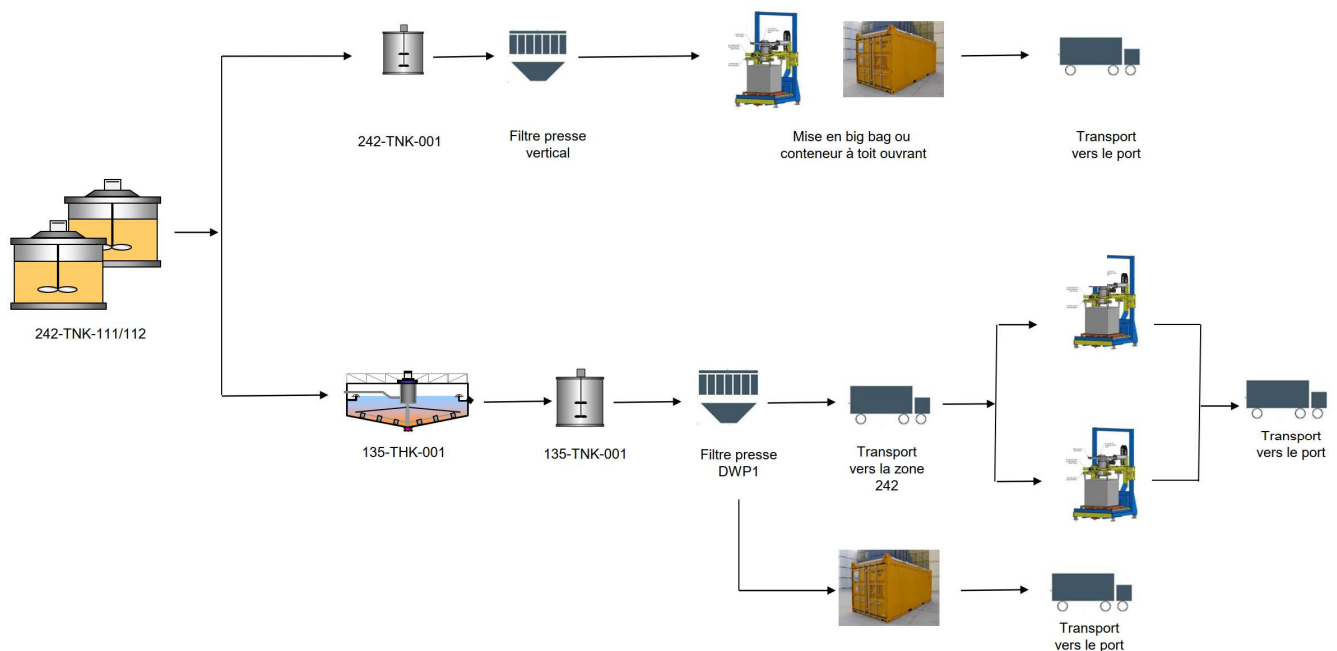 242-TNK-001
Filtre presse
vertical
Mise en big bag ou
conteneur à toit ouvrant
Transport
vers le port
242-TNK-111/112
135-THK-001
135-TNK-001
Filtre presse
DWP1
Transport
vers la zone
242
Transport
vers le port
Transport
vers le port